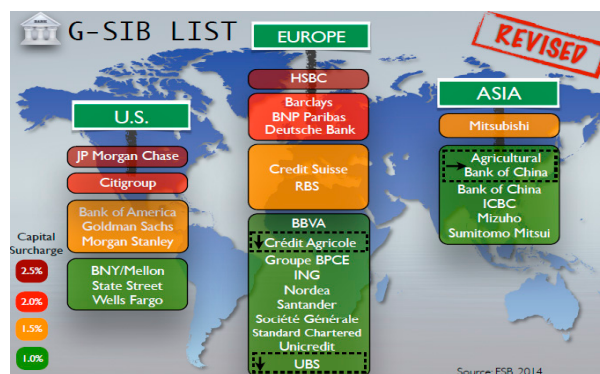 G-SIB LIST
EUROPE
REVISED
HSBC
Barclays
BNP Paribas
Deutsche Bank
Credit Suisse
RBS
BBVA
Crédit Agricole
Groupe BPCE
ING
Nordea
Santander
Société Générale
Standard Chartered
Unicredit
UBS
U.S.
JP Morgan Chase
Citigroup
Bank of America
Goldman Sachs
Morgan Stanley
BNY/Mellon
State Street
Wells Fargo
ASIA
Mitsubishi
Agricultural
Bank of China
Bank of China
ICBC
Mizuho
Sumitomo Mitsui
Capital
Surcharge
2.5%
2.0%
1.5%
1.0%
Source: FSB, 2014